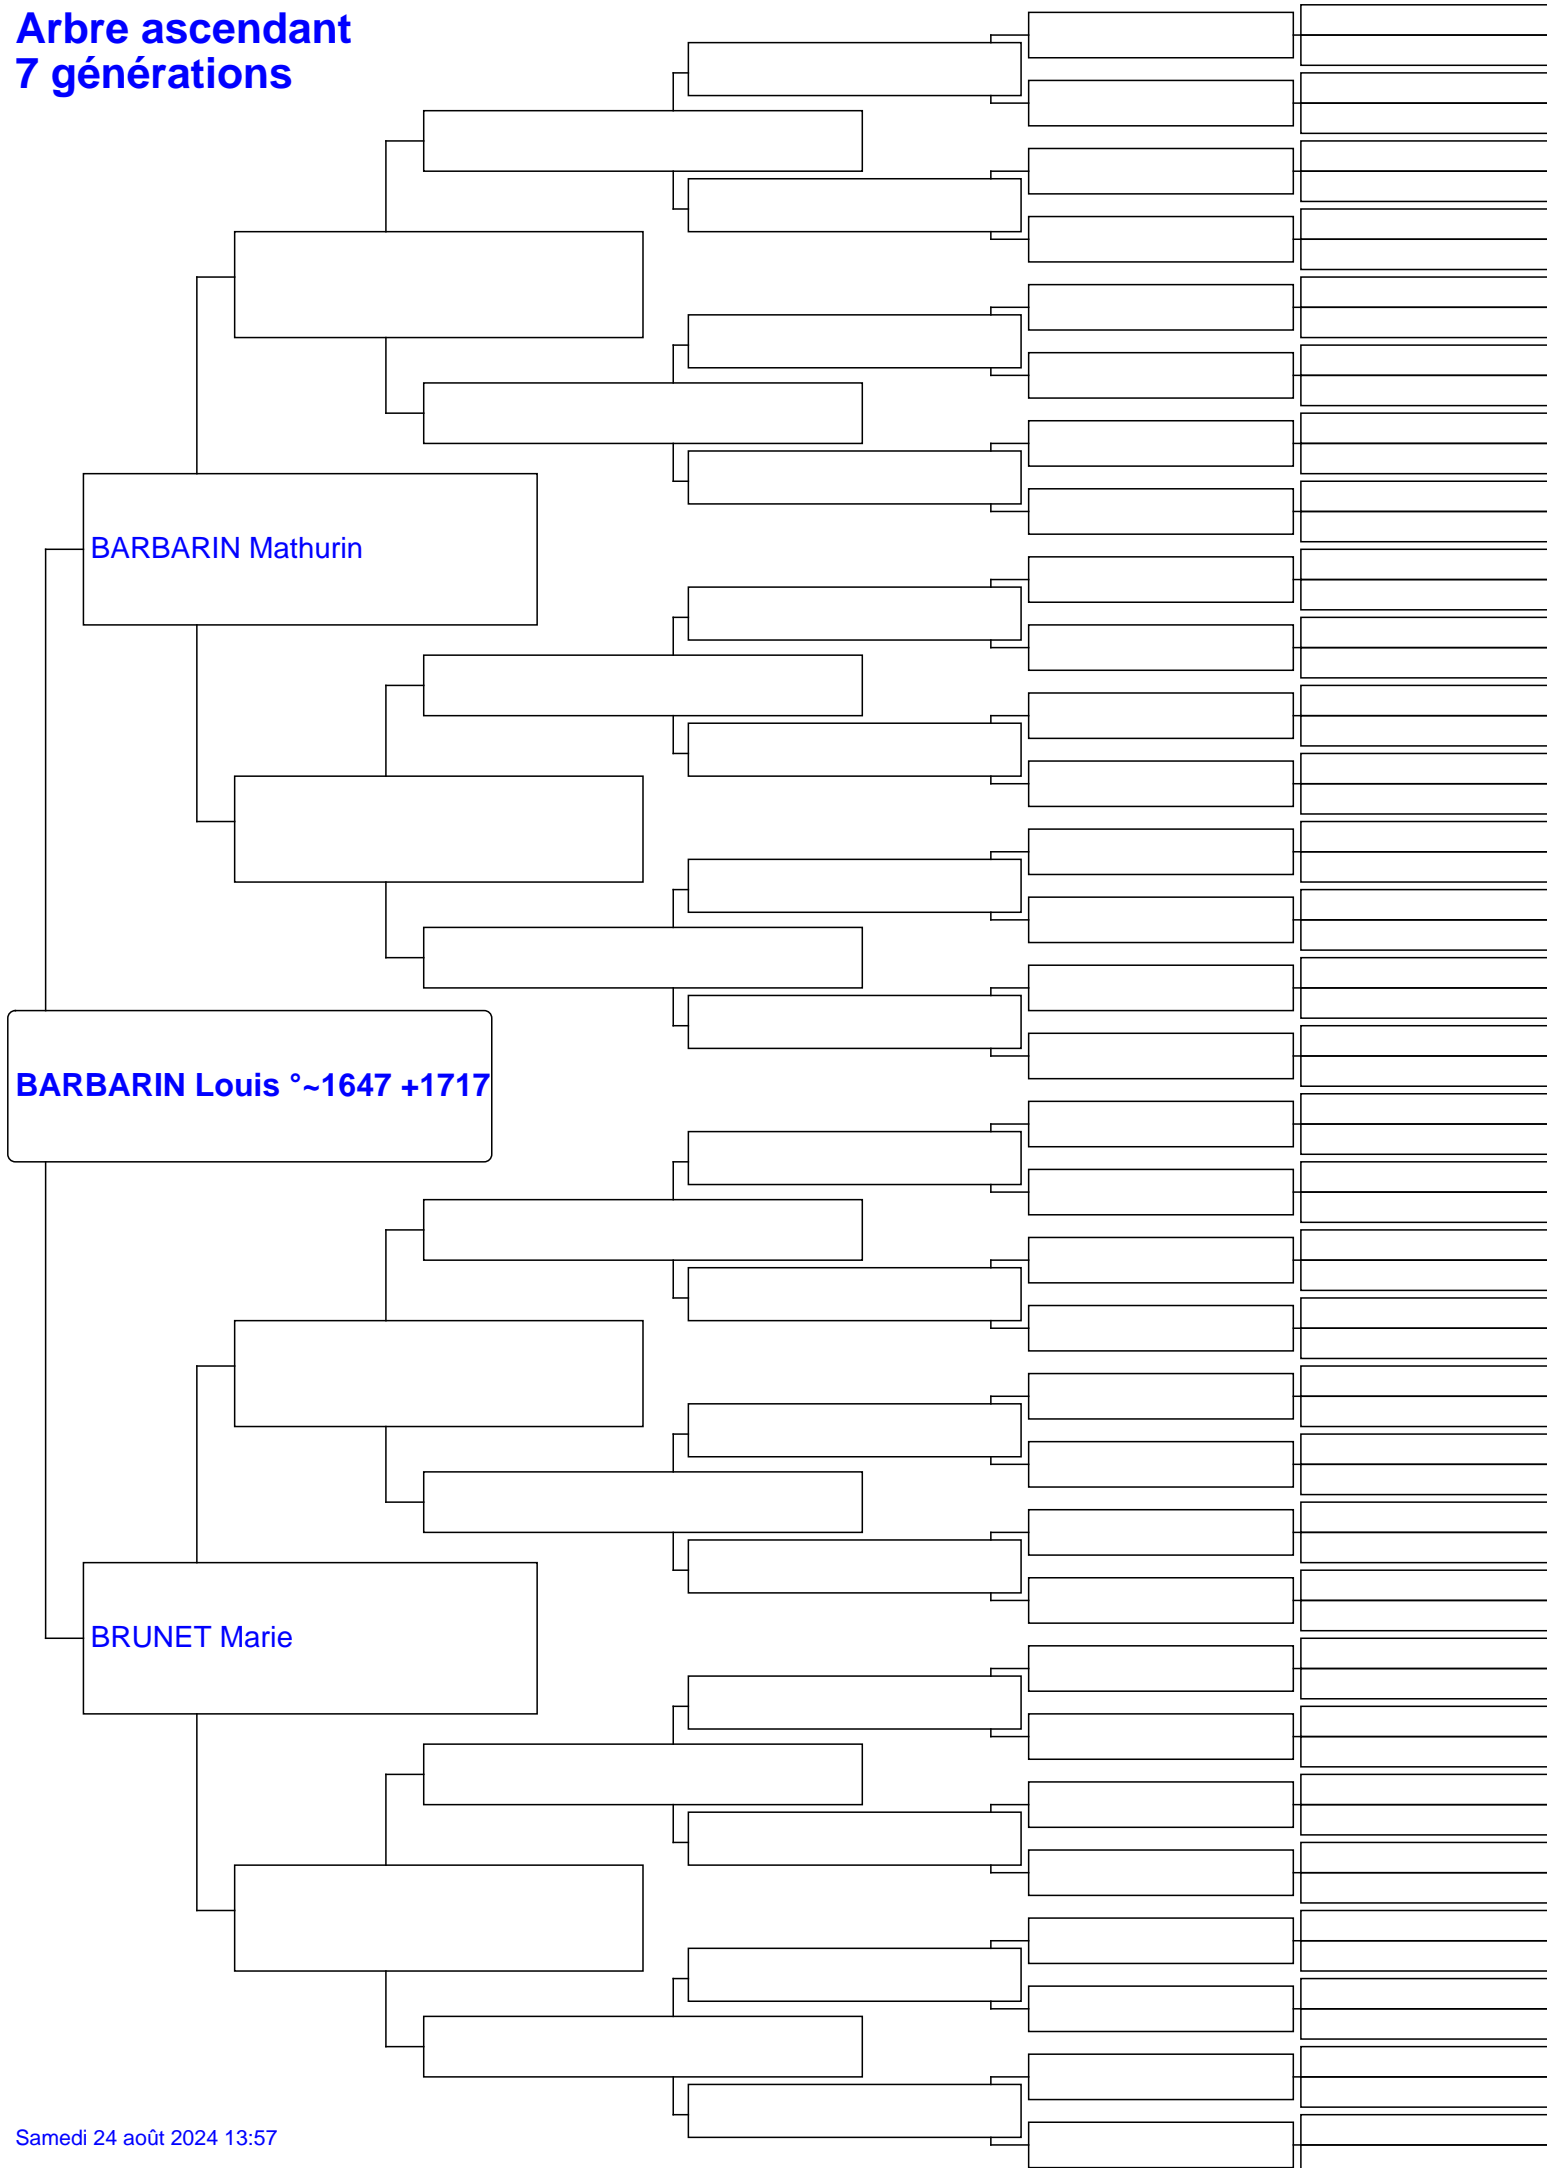 Arbre ascendant
7 générations
BARBARIN Mathurin
BARBARIN Louis °~1647 +1717
BRUNET Marie
Samedi 24 août 2024 13:57